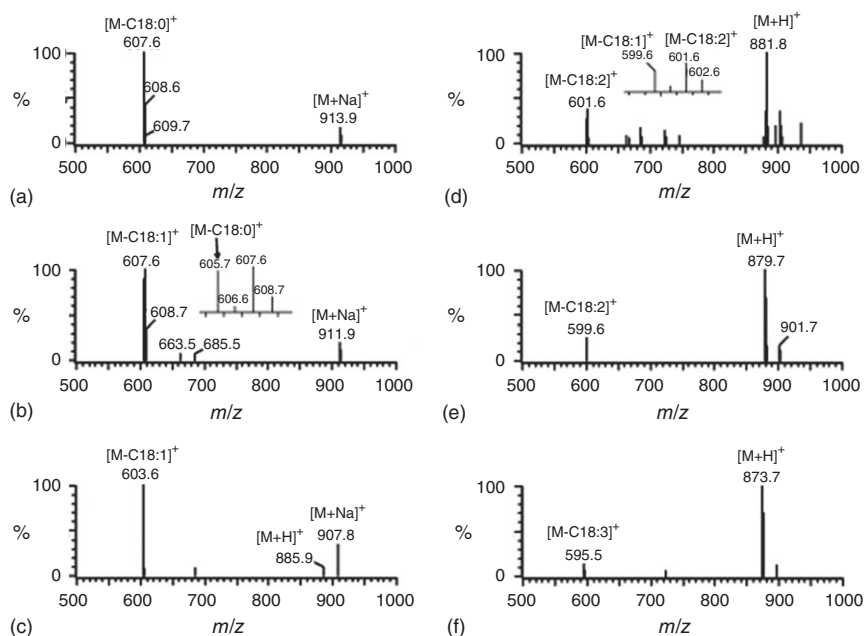 [M-C18:0]⁺
607.6
100
608.6
[M+Na]⁺
%
913.9
609.7
0
500 600 700 800 900 1000
m/z
(a)
[M-C18:0]⁺
[M-C18:1]⁺
607.6
605.7
607.6
100
606.6
608.7
[M+Na]⁺
%
608.7
911.9
663.5
685.5
0
500 600 700 800 900 1000
m/z
(b)
[M-C18:1]⁺
603.6
100
[M+Na]⁺
%
[M+H]⁺
907.8
885.9
0
500 600 700 800 900 1000
m/z
(c)
[M+H]⁺
[M-C18:1]⁺
[M-C18:2]⁺
881.8
599.6
601.6
100
602.6
[M-C18:2]⁺
%
601.6
0
500 600 700 800 900 1000
m/z
(d)
[M+H]⁺
879.7
100
[M-C18:2]⁺
%
599.6
901.7
0
500 600 700 800 900 1000
m/z
(e)
[M+H]⁺
873.7
100
%
[M-C18:3]⁺
595.5
0
500 600 700 800 900 1000
m/z
(f)